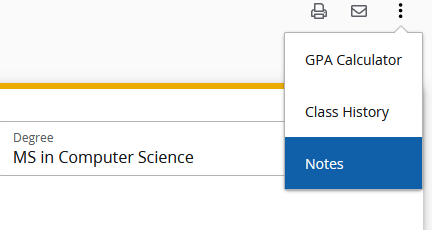 GPA Calculator
Class History
Notes
Degree
MS in Computer Science